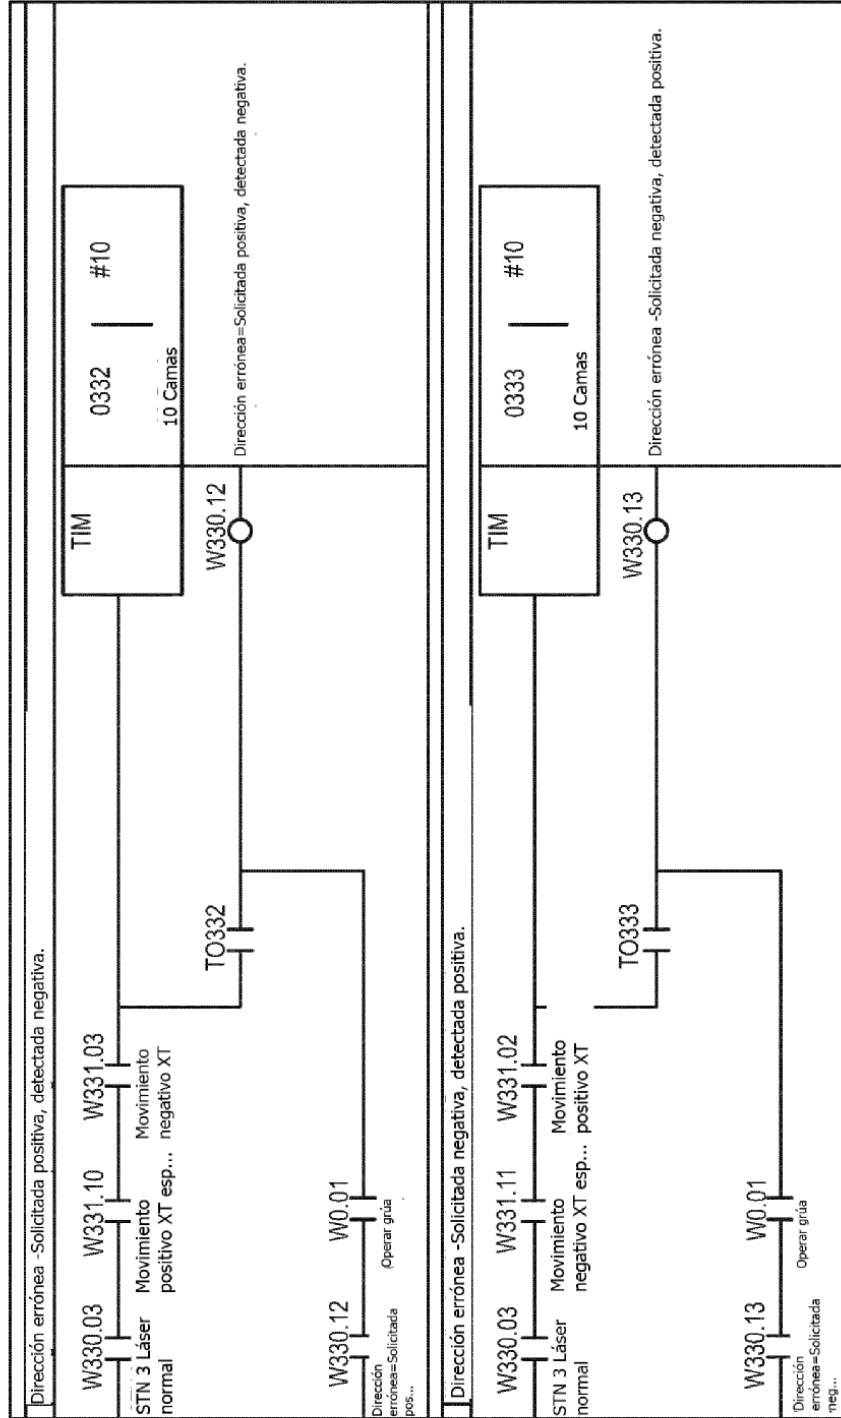 Dirección errónea -Solicitada positiva, detectada negativa.
W330.03
W331.10
W331.03
STN 3 Láser
normal
Movimiento
positivo XT esp...
Movimiento
negativo XT
TIM
0332
#10
10 Camas
TO332
W330.12
Dirección errónea=Solicitada positiva, detectada negativa.
W330.12
W0.01
Dirección
errónea=Solicitada
pos...
Operar grúa
Dirección errónea -Solicitada negativa, detectada positiva.
W330.03
W331.11
W331.02
STN 3 Láser
normal
Movimiento
negativo XT esp...
Movimiento
positivo XT
TIM
0333
#10
10 Camas
TO333
W330.13
Dirección errónea -Solicitada negativa, detectada positiva.
W330.13
W0.01
Dirección
errónea=Solicitada
neg...
Operar grúa